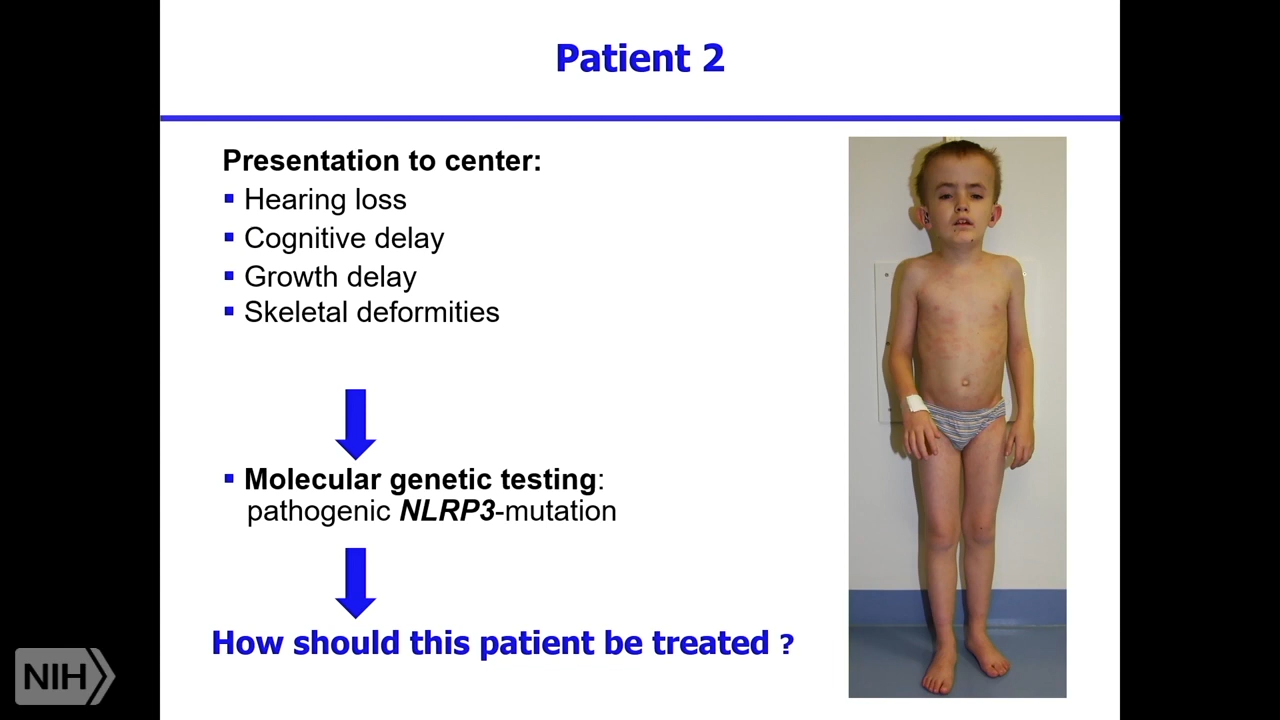 Patient 2
Presentation to center:
Hearing loss
Cognitive delay
Growth delay
Skeletal deformities
Molecular genetic testing:
pathogenic NLRP3-mutation
How should this patient be treated ?
NIH